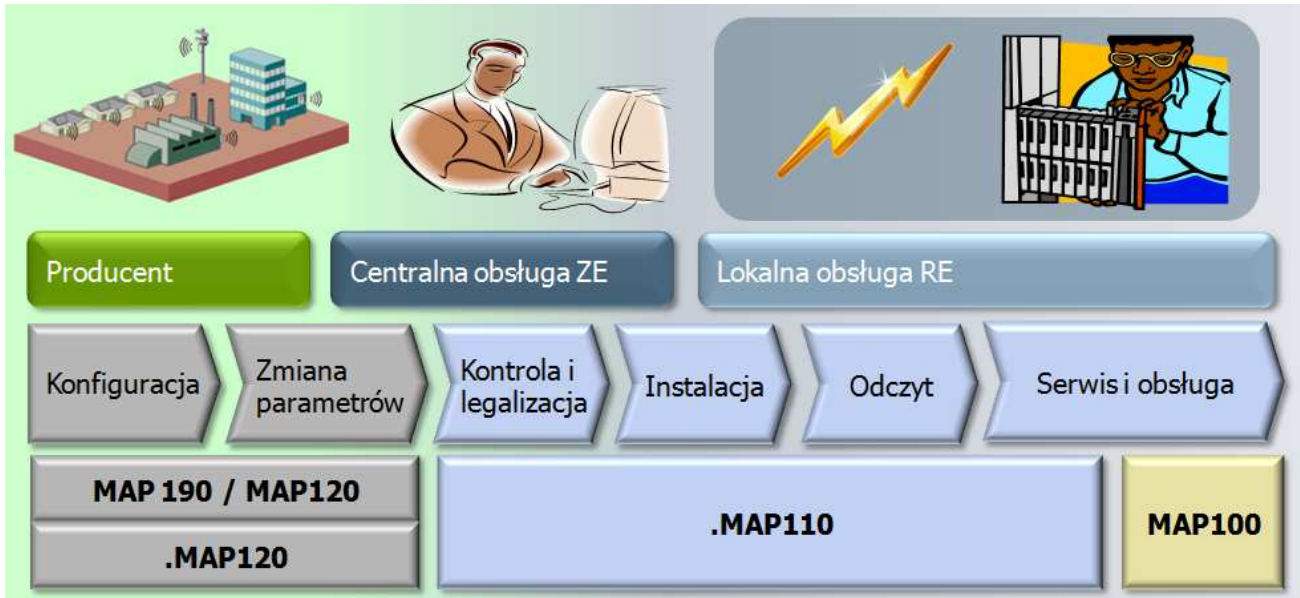 Producent
Centralna obsługa ZE
Lokalna obsługa RE
Konfiguracja
Zmiana
parametrów
Kontrola i
legalizacja
Instalacja
Odczyt
Serwis i obsługa
MAP 190 / MAP120
.MAP120
.MAP110
MAP100